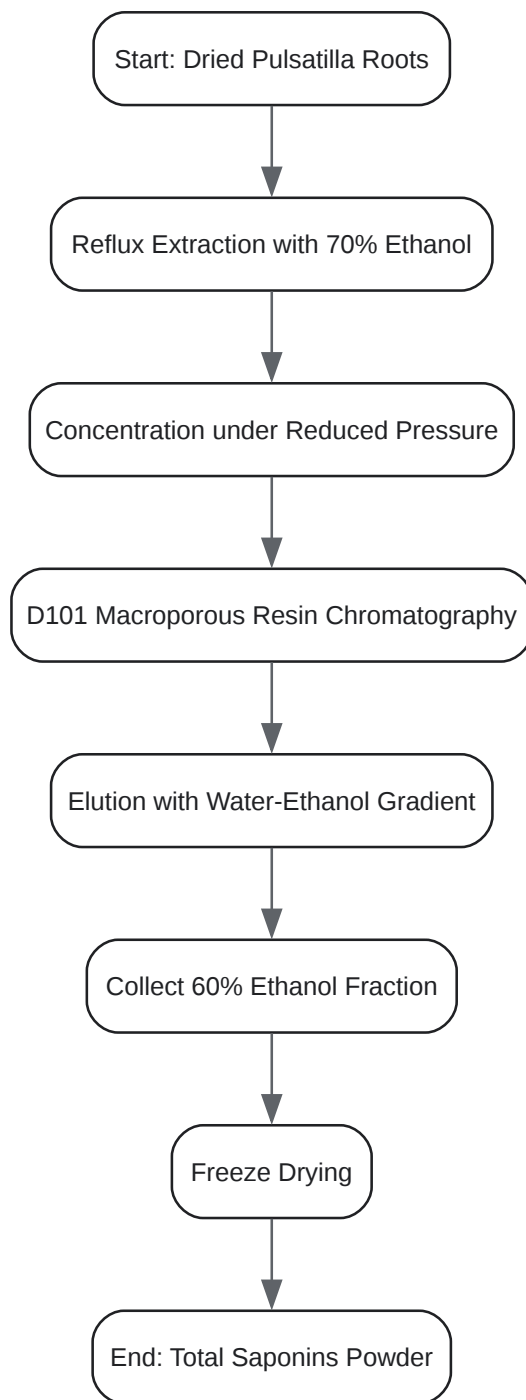 Start: Dried Pulsatilla Roots
Reflux Extraction with 70% Ethanol
Concentration under Reduced Pressure
D101 Macroporous Resin Chromatography
Elution with Water-Ethanol Gradient
Collect 60% Ethanol Fraction
Freeze Drying
End: Total Saponins Powder